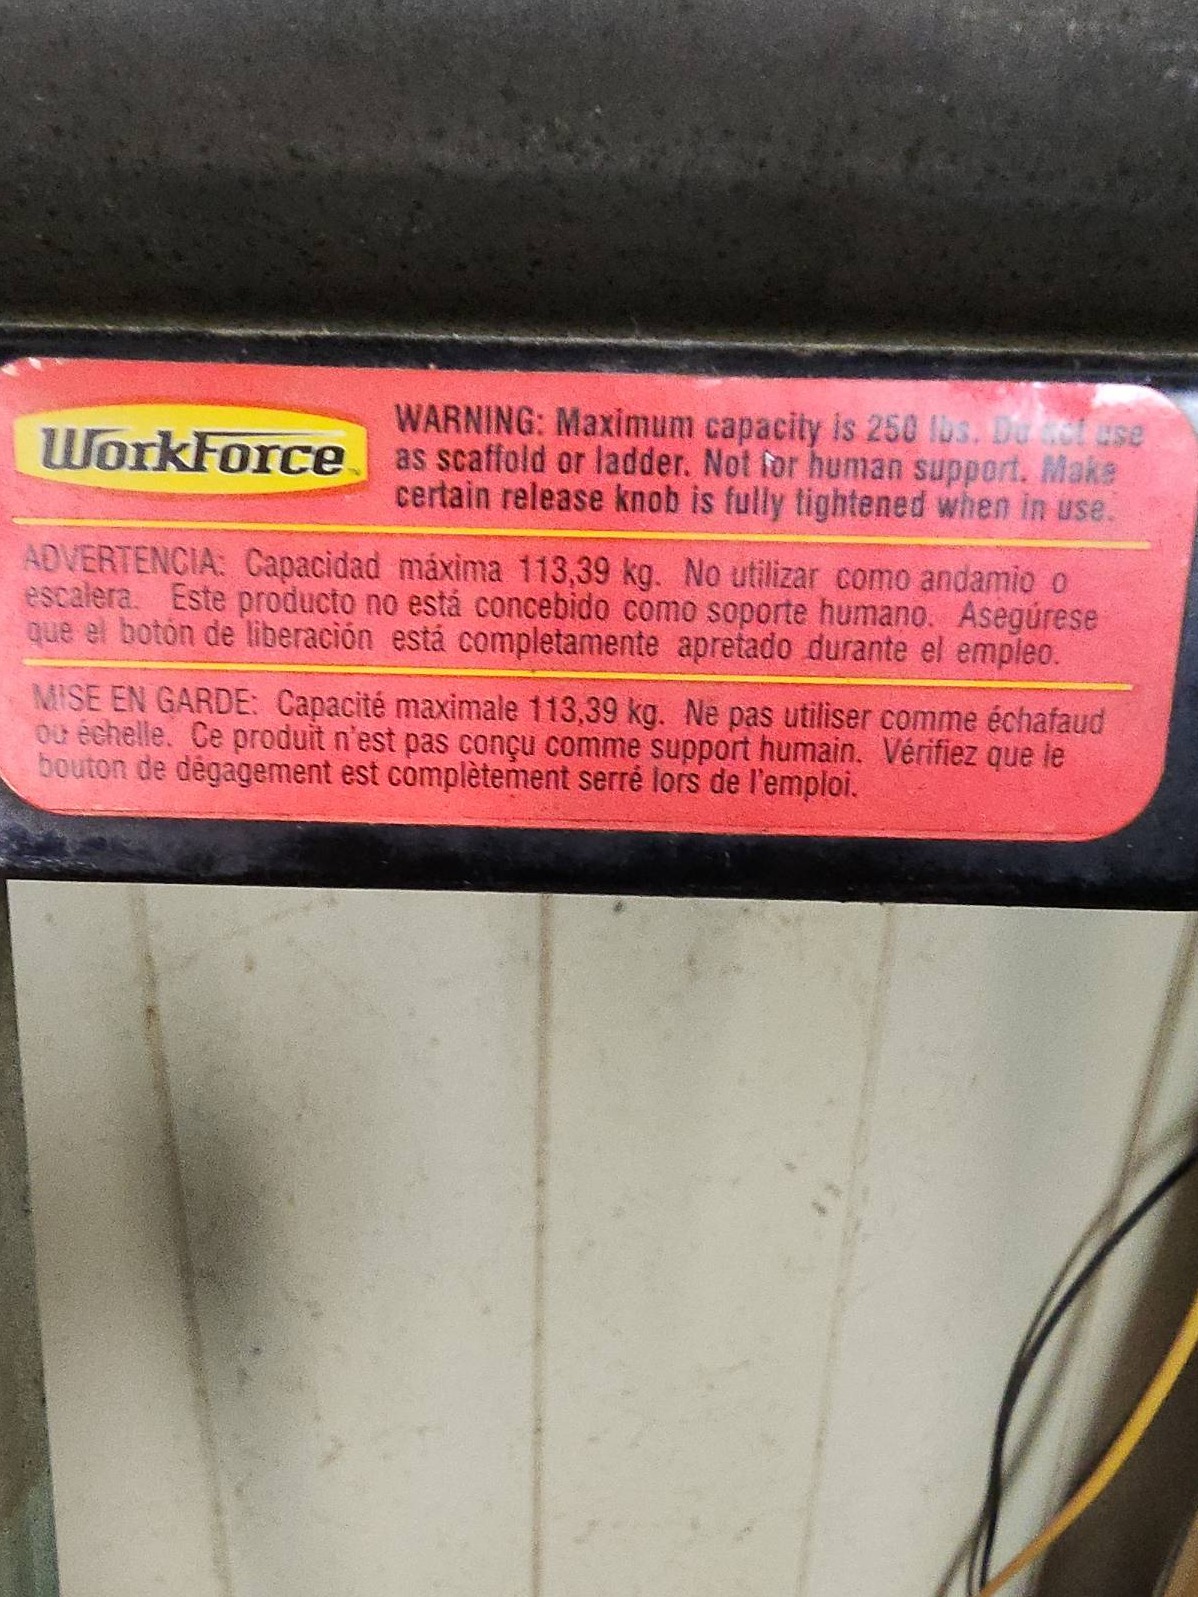 WorkForce™
WARNING: Maximum capacity is 250 lbs. Do not use
as scaffold or ladder. Not for human support. Make
certain release knob is fully tightened when in use.
ADVERTENCIA: Capacidad máxima 113,39 kg. No utilizar como andamio o
escalera. Este producto no está concebido como soporte humano. Asegúrese
que el botón de liberación está completamente apretado durante el empleo.
MISE EN GARDE: Capacité maximale 113,39 kg. Ne pas utiliser comme échafaud
ou échelle. Ce produit n'est pas conçu comme support humain. Vérifiez que le
bouton de dégagement est complètement serré lors de l'emploi.